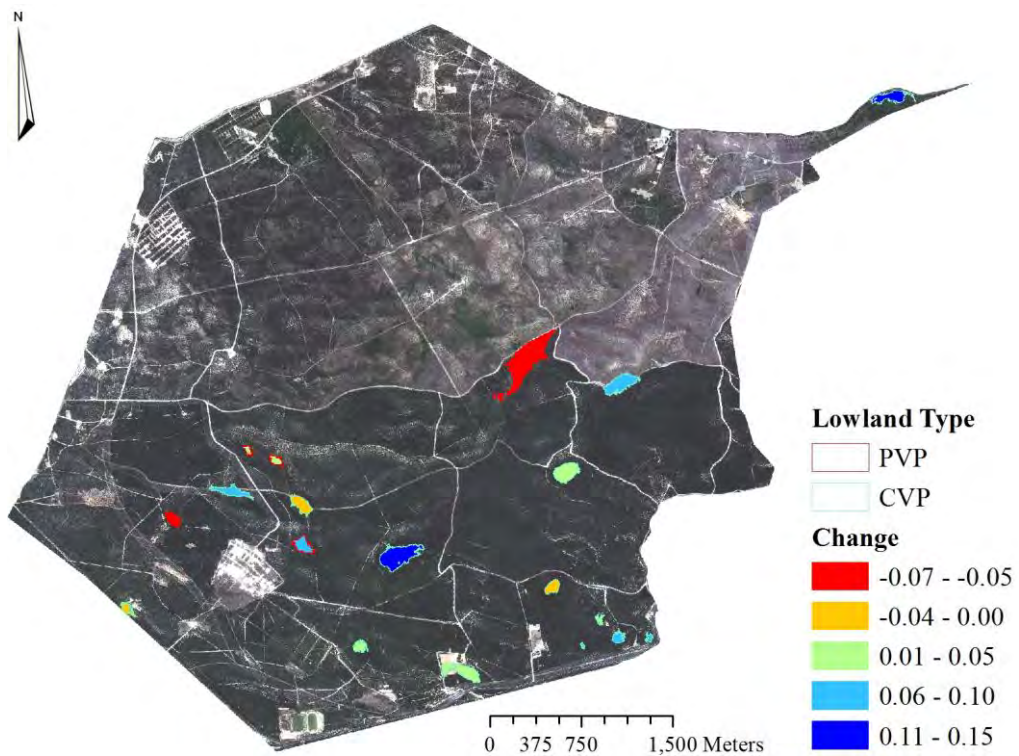 N
Lowland Type
PVP
CVP
Change
-0.07 - -0.05
-0.04 - 0.00
0.01 - 0.05
0.06 - 0.10
0.11 - 0.15
0 375 750 1,500 Meters